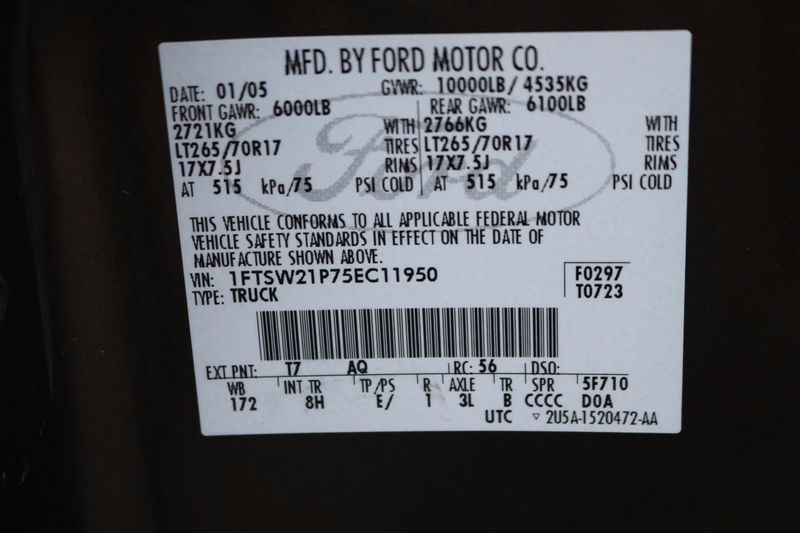 MFD. BY FORD MOTOR CO.
DATE: 01/05 GVWR: 10000LB/ 4535KG
FRONT GAWR: 6000LB REAR GAWR: 6100LB
2721KG WITH 2766KG WITH
LT265/70R17 TIRES LT265/70R17 TIRES
17X7.5J RIMS 17X7.5J RIMS
AT 515 kPa/75 PSI COLD AT 515 kPa/75 PSI COLD
Ford
THIS VEHICLE CONFORMS TO ALL APPLICABLE FEDERAL MOTOR
VEHICLE SAFETY STANDARDS IN EFFECT ON THE DATE OF
MANUFACTURE SHOWN ABOVE.
VIN: 1FTSW21P75EC11950 F0297
TYPE: TRUCK T0723
EXT PNT: T7 AQ RC: 56 DSO:
WB INT TR TP/PS R AXLE TR SPR 5F710
172 8H E/ 1 3L B CCCC D0A
UTC ▽ 2U5A-1520472-AA